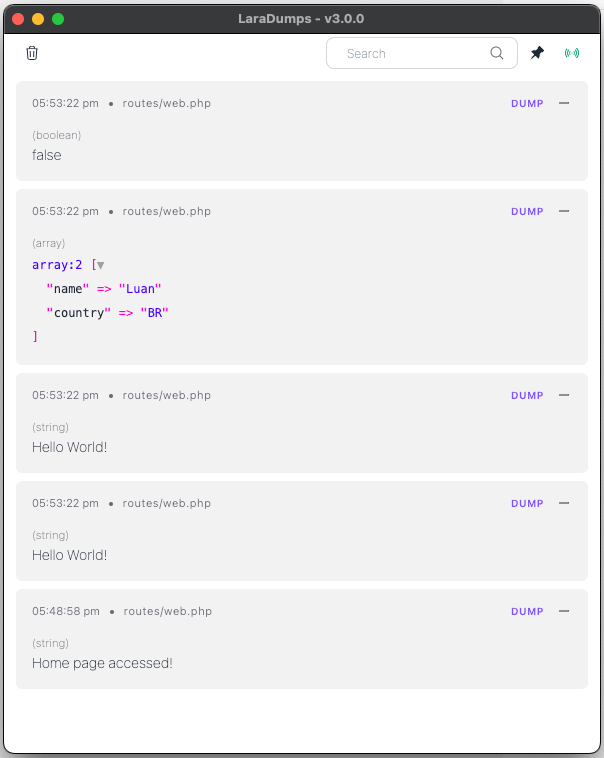 LaraDumps - v3.0.0
Search
05:53:22 pm • routes/web.php DUMP
(boolean)
false
05:53:22 pm • routes/web.php DUMP
(array)
array:2 [▼
"name" => "Luan"
"country" => "BR"
]
05:53:22 pm • routes/web.php DUMP
(string)
Hello World!
05:53:22 pm • routes/web.php DUMP
(string)
Hello World!
05:48:58 pm • routes/web.php DUMP
(string)
Home page accessed!